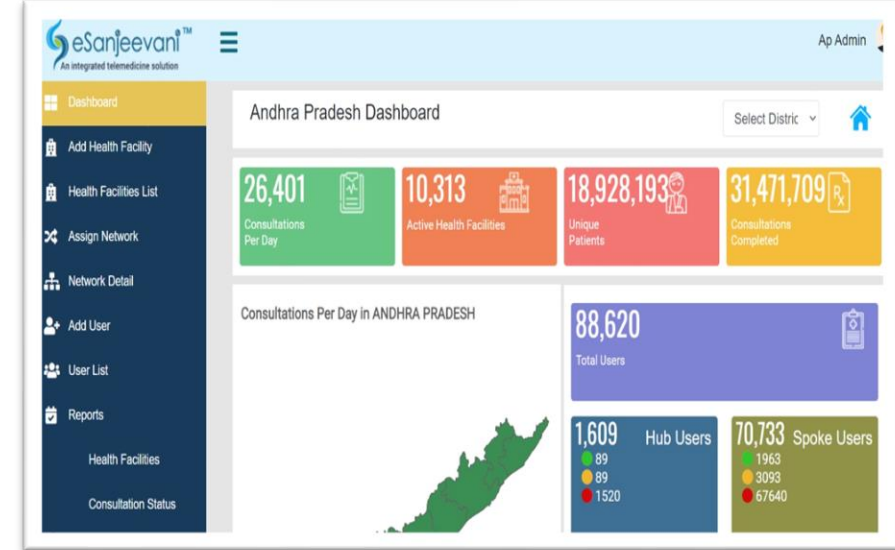 eSanjeevani™
An integrated telemedicine solution
Ap Admin
Dashboard
Add Health Facility
Health Facilities List
Assign Network
Network Detail
Add User
User List
Reports
Health Facilities
Consultation Status
Andhra Pradesh Dashboard
Select Distric
26,401
Consultations
Per Day
10,313
Active Health Facilities
18,928,193
Unique
Patients
31,471,709
Rx
Consultations
Completed
Consultations Per Day in ANDHRA PRADESH
88,620
Total Users
1,609 Hub Users
89
89
1520
70,733 Spoke Users
1963
3093
67640